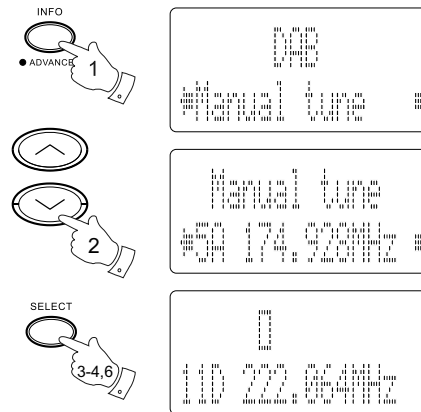 INFO
● ADVANCE
1
DAB
*Manual tune *
2
Manual tune
*5A 174.928MHz *
SELECT
3-4,6
11D 222.064MHz